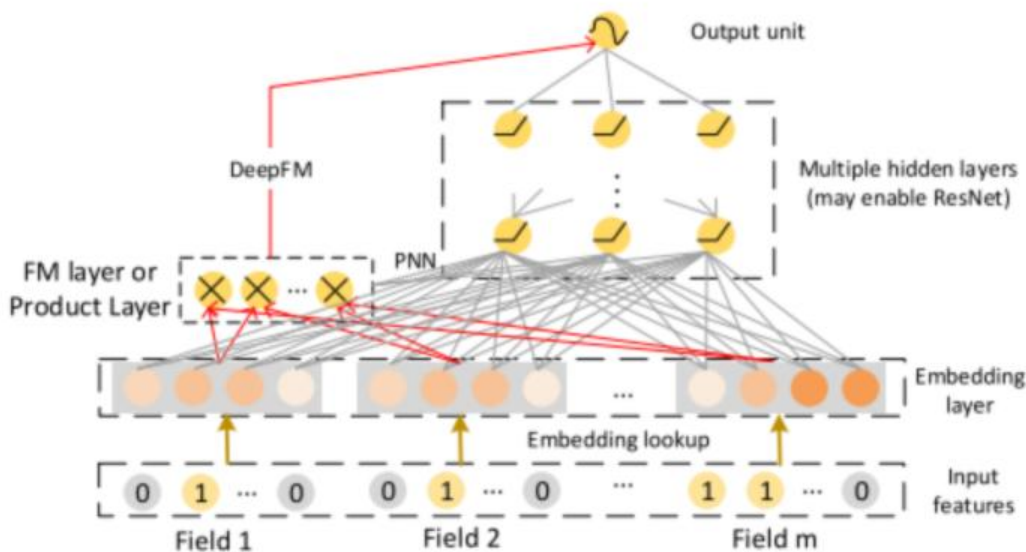 Output unit
DeepFM
Multiple hidden layers
(may enable ResNet)
PNN
FM layer or
Product Layer
...
...
Embedding
layer
Embedding lookup
0 1 ... 0
0 1 ... 0
...
1 1 ... 0
Input
features
Field 1
Field 2
Field m